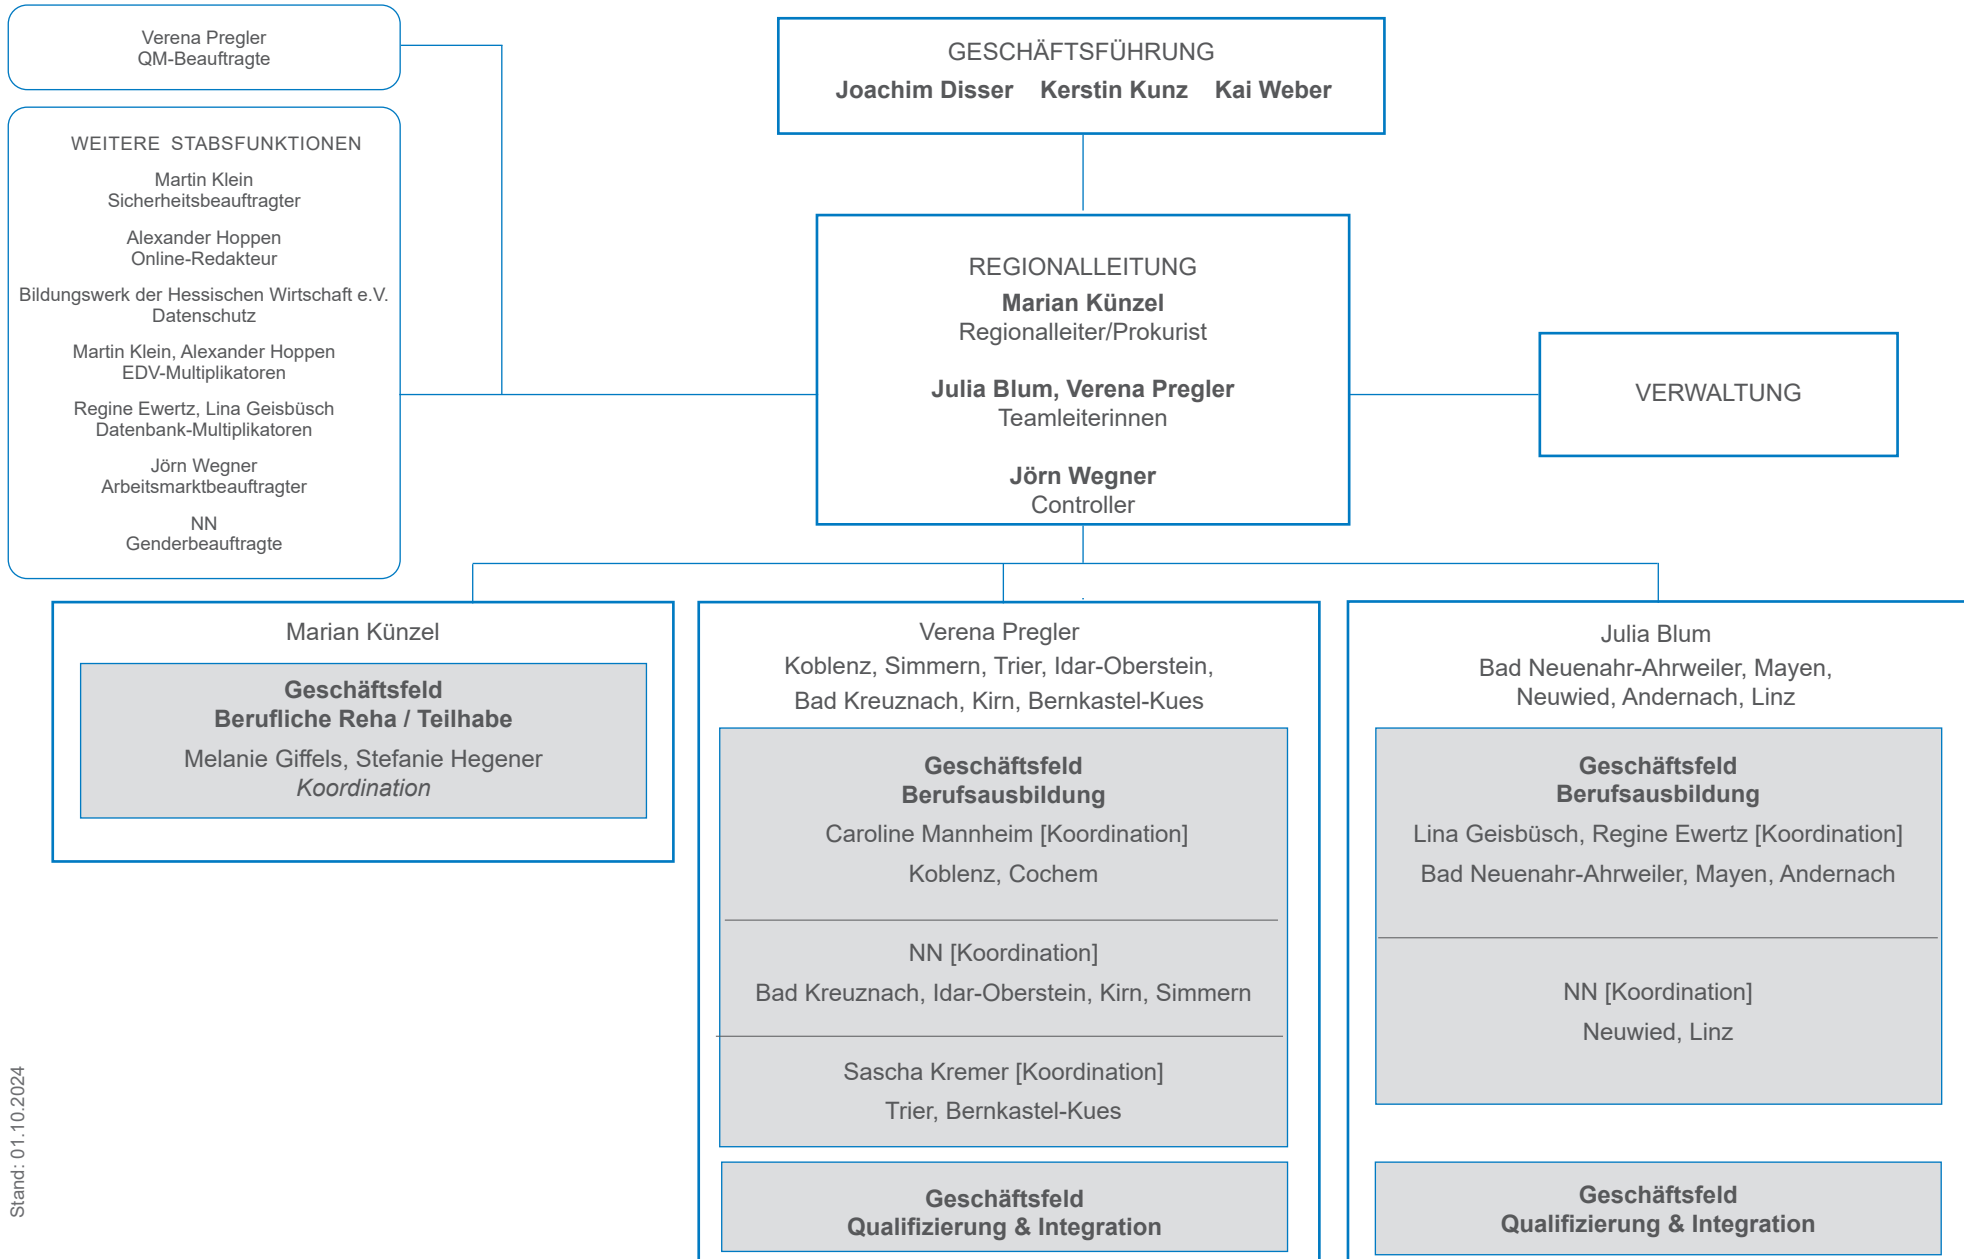 Verena Pregler
QM-Beauftragte
WEITERE STABSFUNKTIONEN
Martin Klein
Sicherheitsbeauftragter
Alexander Hoppen
Online-Redakteur
Bildungswerk der Hessischen Wirtschaft e.V.
Datenschutz
Martin Klein, Alexander Hoppen
EDV-Multiplikatoren
Regine Ewertz, Lina Geisbüsch
Datenbank-Multiplikatoren
Jörn Wegner
Arbeitsmarktbeauftragter
NN
Genderbeauftragte
GESCHÄFTSFÜHRUNG
Joachim Disser Kerstin Kunz Kai Weber
REGIONALLEITUNG
Marian Künzel
Regionalleiter/Prokurist
Julia Blum, Verena Pregler
Teamleiterinnen
Jörn Wegner
Controller
VERWALTUNG
Marian Künzel
Geschäftsfeld
Berufliche Reha / Teilhabe
Melanie Giffels, Stefanie Hegener
Koordination
Verena Pregler
Koblenz, Simmern, Trier, Idar-Oberstein,
Bad Kreuznach, Kirn, Bernkastel-Kues
Geschäftsfeld
Berufsausbildung
Caroline Mannheim [Koordination]
Koblenz, Cochem
NN [Koordination]
Bad Kreuznach, Idar-Oberstein, Kirn, Simmern
Sascha Kremer [Koordination]
Trier, Bernkastel-Kues
Geschäftsfeld
Qualifizierung & Integration
Julia Blum
Bad Neuenahr-Ahrweiler, Mayen,
Neuwied, Andernach, Linz
Geschäftsfeld
Berufsausbildung
Lina Geisbüsch, Regine Ewertz [Koordination]
Bad Neuenahr-Ahrweiler, Mayen, Andernach
NN [Koordination]
Neuwied, Linz
Geschäftsfeld
Qualifizierung & Integration
Stand: 01.10.2024